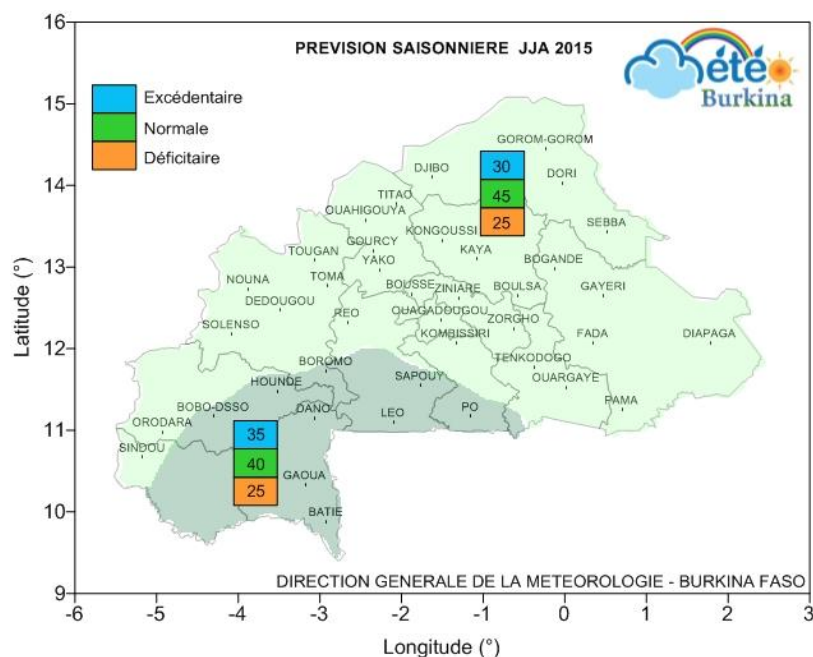 PREVISION SAISONNIERE JJA 2015
Météo
Burkina
Excédentaire
Normale
Déficitaire
16
15
14
13
12
11
10
9
Latitude (°)
GOROM-GOROM
DJIBO
DORI
30
45
25
TITAO
OUAHIGOUYA
KONGOUSSI
SEBBA
GOURCY
KAYA
TOUGAN
YAKO
BOGANDE
NOUNA
TOMA
BOUSSE
ZINIARE
BOULSA
GAYERI
DEDOUGOU
REO
OUAGADOUGOU
ZORGHO
SOLENSO
KOMBISSIRI
FADA
DIAPAGA
BOROMO
TENKODOGO
HOUNDE
SAPOUY
OUARGAYE
BOBO-DSSO
DANO
LEO
PO
PAMA
ORODARA
SINDOU
35
40
25
GAOUA
BATIE
DIRECTION GENERALE DE LA METEOROLOGIE - BURKINA FASO
-6 -5 -4 -3 -2 -1 0 1 2 3
Longitude (°)